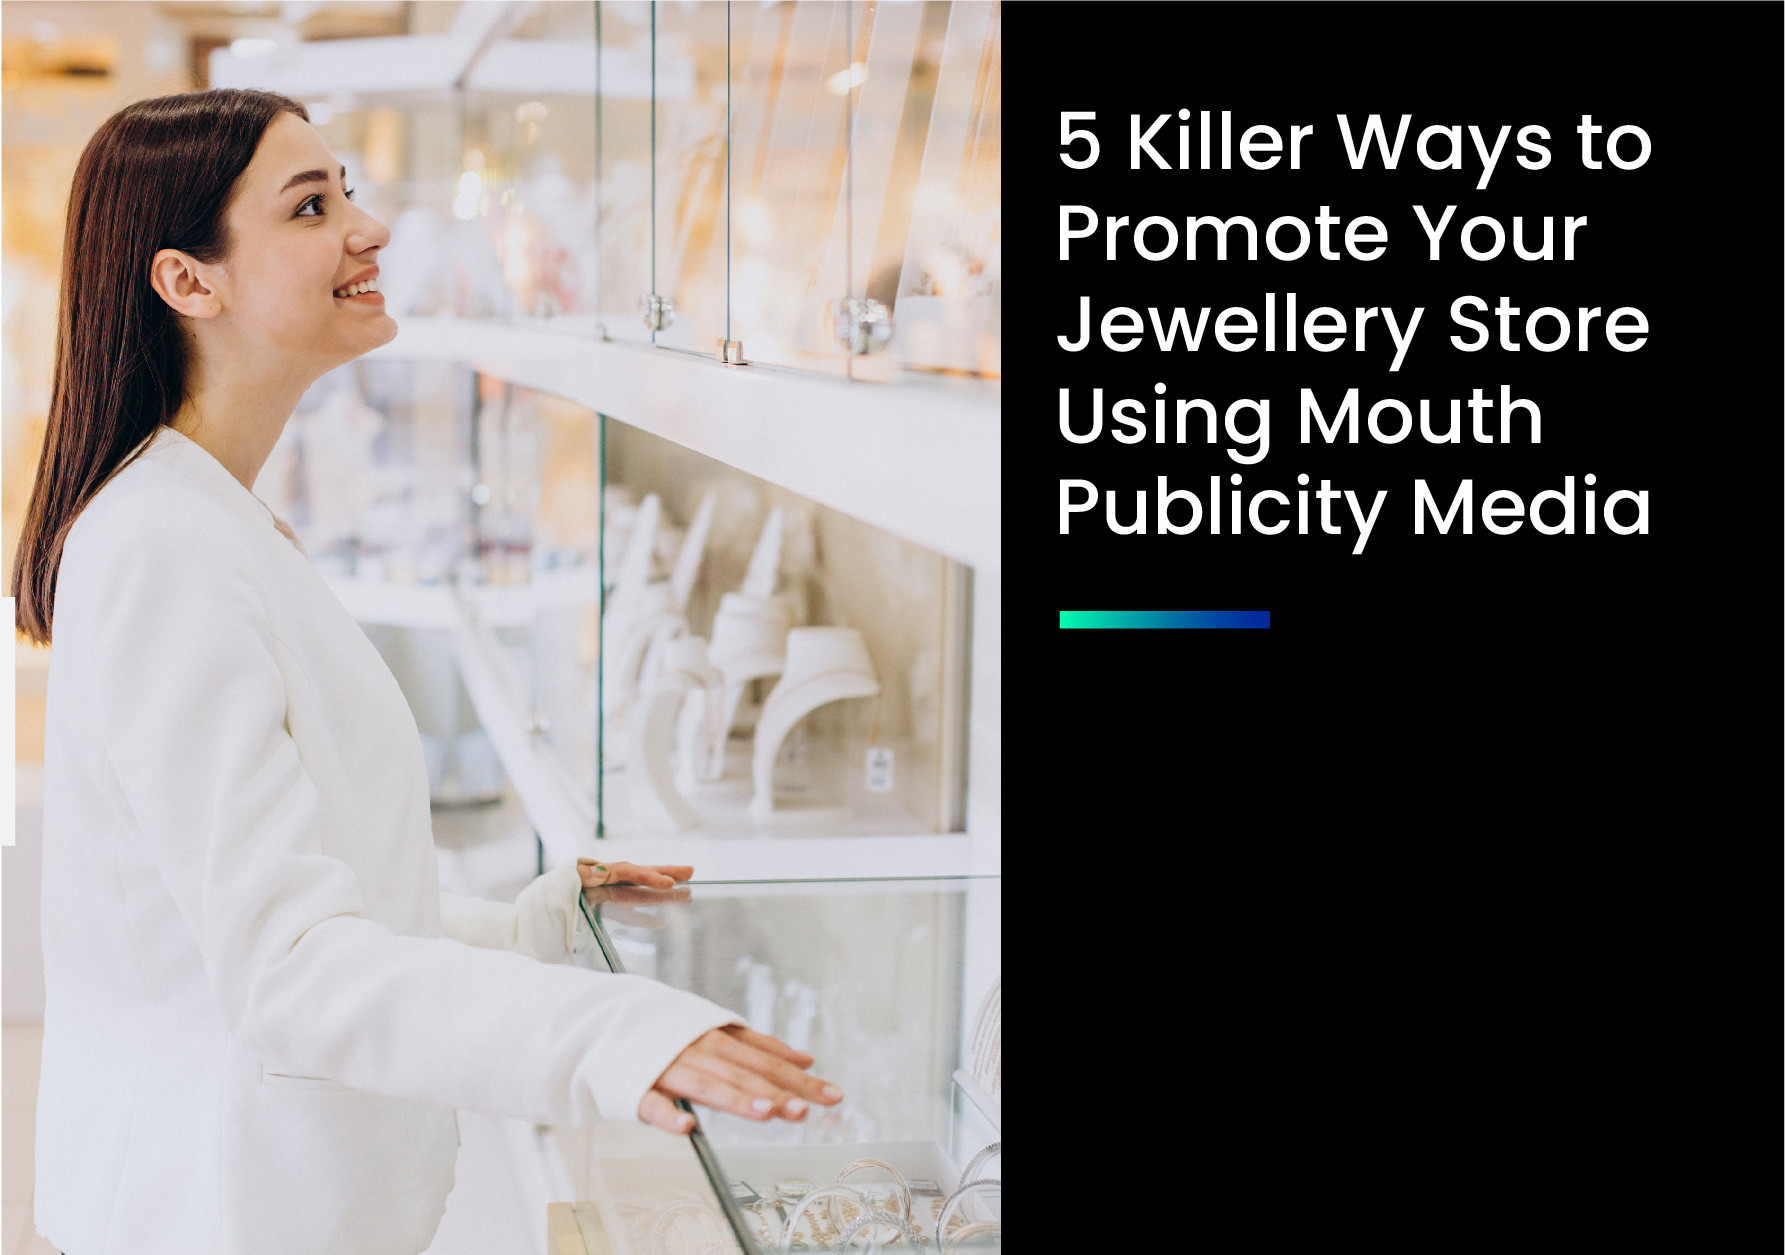 5 Killer Ways to
Promote Your
Jewellery Store
Using Mouth
Publicity Media